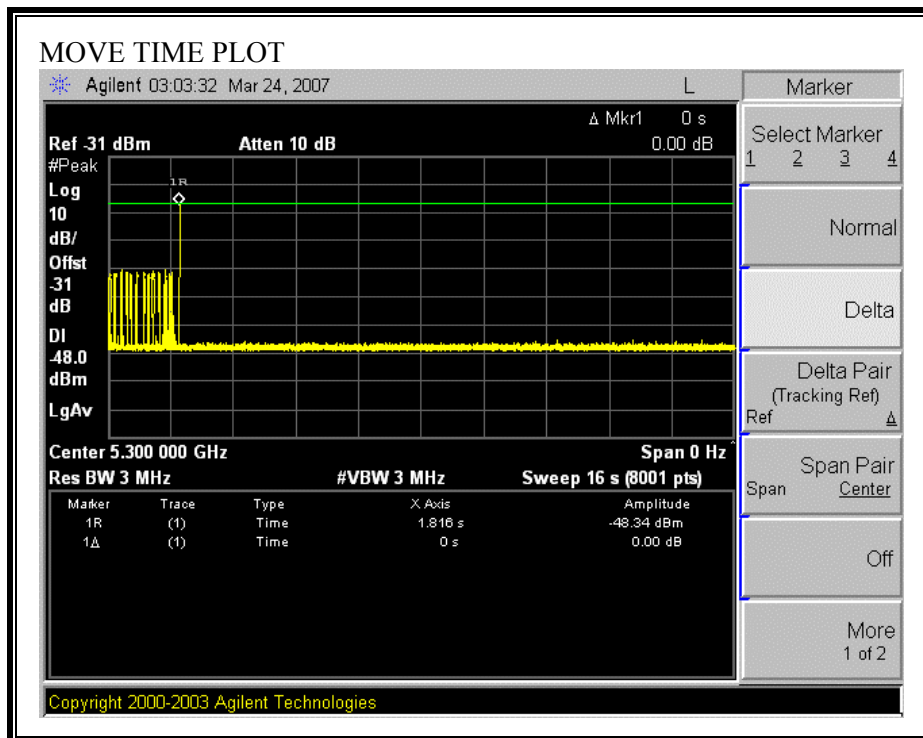 MOVE TIME PLOT
Agilent 03:03:32 Mar 24, 2007 L
Δ Mkr1 0 s
Ref -31 dBm Atten 10 dB 0.00 dB
#Peak
Log
10
dB/
Offst
-31
dB
DI
-48.0
dBm
LgAv
1R
Center 5.300 000 GHz Span 0 Hz
Res BW 3 MHz #VBW 3 MHz Sweep 16 s (8001 pts)
Marker Trace Type X Axis Amplitude
1R (1) Time 1.816 s -48.34 dBm
1Δ (1) Time 0 s 0.00 dB
Copyright 2000-2003 Agilent Technologies
Marker
Select Marker
1 2 3 4
Normal
Delta
Delta Pair
(Tracking Ref)
Ref Δ
Span Pair
Span Center
Off
More
1 of 2